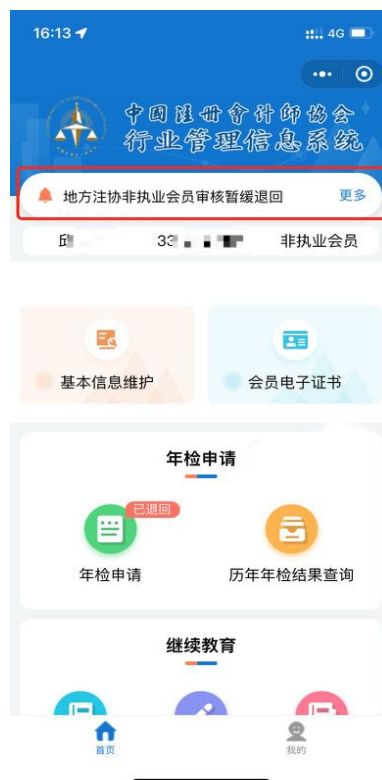 16:13
4G
中国注册會计师协会
行业管理信息系统
地方注协非执业会员审核暂缓退回 更多
邱 33 非执业会员
基本信息维护 会员电子证书
年检申请
已退回
年检申请 历年年检结果查询
继续教育
首页 我的